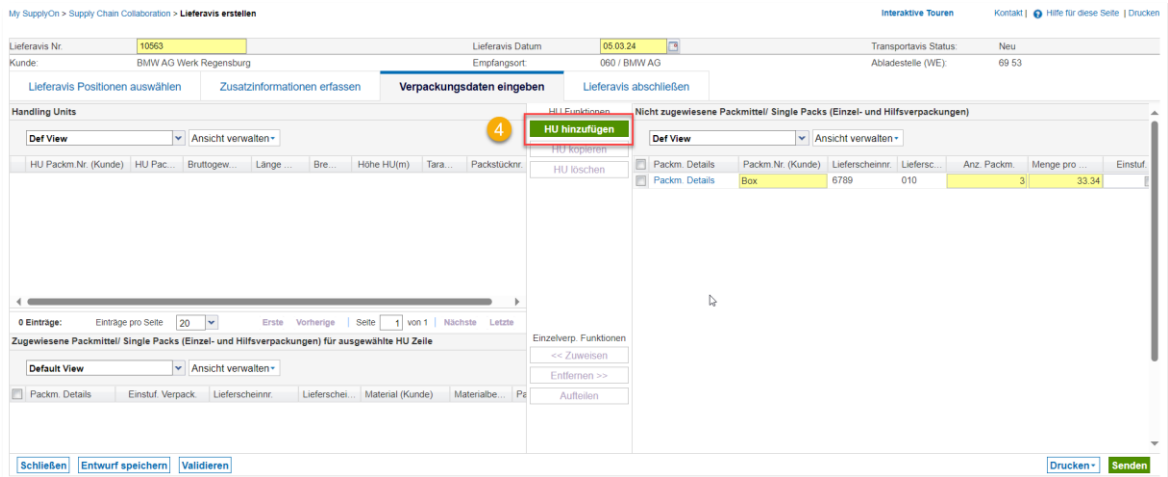 My SupplyOn > Supply Chain Collaboration > Lieferavis erstellen
Interaktive Touren
Kontakt | Hilfe für diese Seite | Drucken
Lieferavis Nr. 10563 Lieferavis Datum 05.03.24 Transportavis Status: Neu
Kunde: BMW AG Werk Regensburg Empfangsort: 060 / BMW AG Abladestelle (WE): 69 53
Lieferavis Positionen auswählen Zusatzinformationen erfassen Verpackungsdaten eingeben Lieferavis abschließen
Handling Units
Def View Ansicht verwalten
HU Packm.Nr. (Kunde) HU Pac... Bruttogew... Länge ... Bre... Höhe HU(m) Tara... Packstücknr.
0 Einträge: Einträge pro Seite 20 Erste Vorherige | Seite 1 von 1 | Nächste Letzte
Zugewiesene Packmittel/ Single Packs (Einzel- und Hilfsverpackungen) für ausgewählte HU Zeile
Default View Ansicht verwalten
Packm. Details Einstuf. Verpack. Lieferscheinnr. Lieferschei... Material (Kunde) Materialbe... Pa
HU Funktionen
4
HU hinzufügen
HU kopieren
HU löschen
Einzelverp. Funktionen
<< Zuweisen
Entfernen >>
Aufteilen
Nicht zugewiesene Packmittel/ Single Packs (Einzel- und Hilfsverpackungen)
Def View Ansicht verwalten
Packm. Details Packm.Nr. (Kunde) Lieferscheinnr. Liefersc... Anz. Packm. Menge pro ... Einstuf.
Packm. Details Box 6789 010 3 33.34
Schließen Entwurf speichern Validieren Drucken Senden